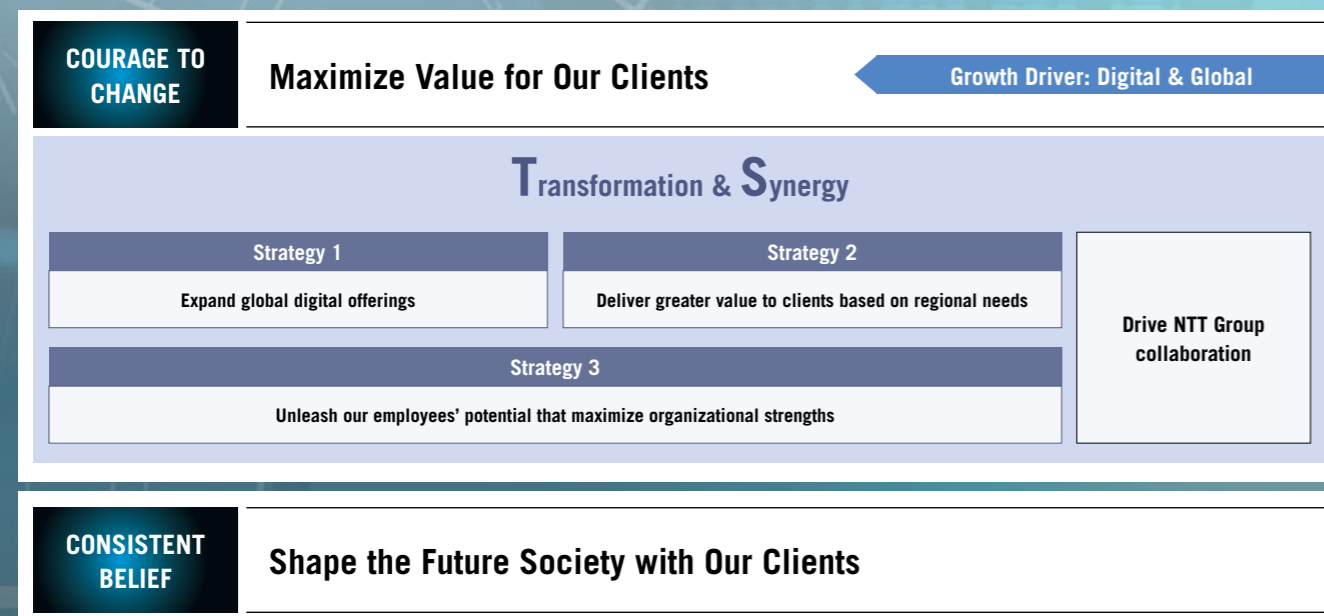 COURAGE TO
CHANGE
Maximize Value for Our Clients
Growth Driver: Digital & Global
Transformation & Synergy
Strategy 1
Expand global digital offerings
Strategy 2
Deliver greater value to clients based on regional needs
Strategy 3
Unleash our employees’ potential that maximize organizational strengths
Drive NTT Group
collaboration
CONSISTENT
BELIEF
Shape the Future Society with Our Clients